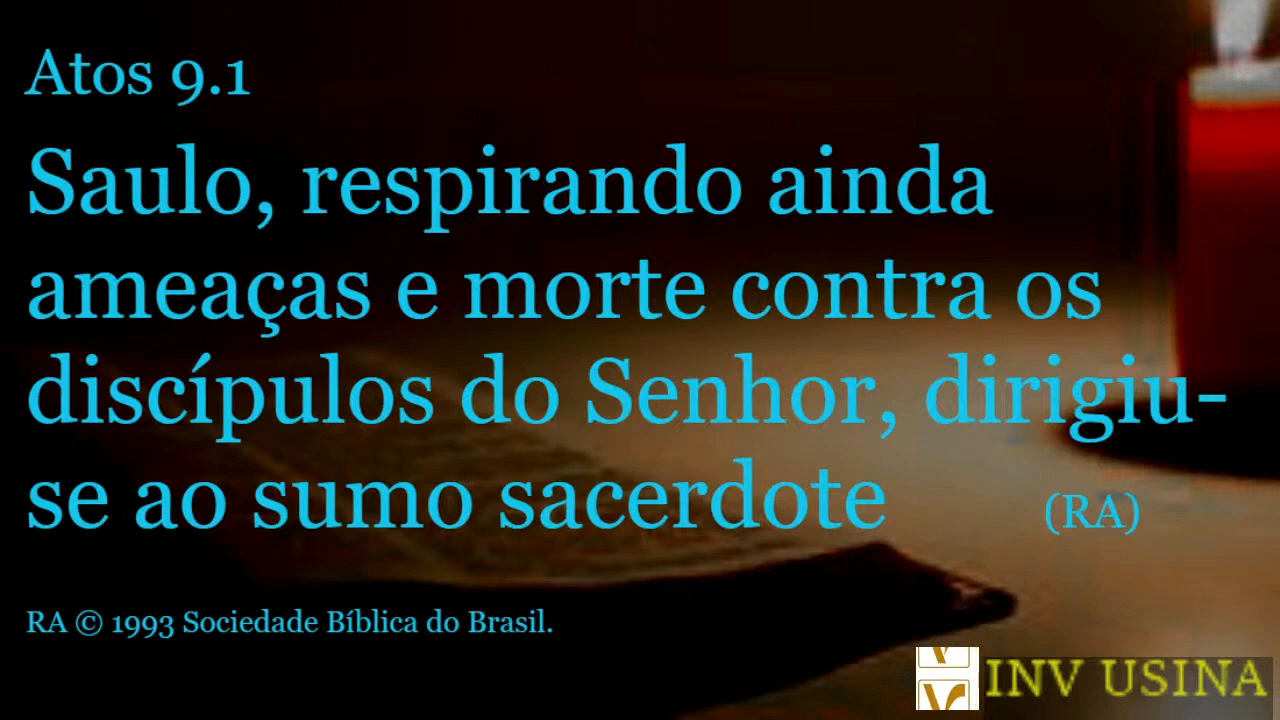 Atos 9.1
Saulo, respirando ainda
ameaças e morte contra os
discípulos do Senhor, dirigiu-
se ao sumo sacerdote (RA)
RA © 1993 Sociedade Bíblica do Brasil.
INV USINA